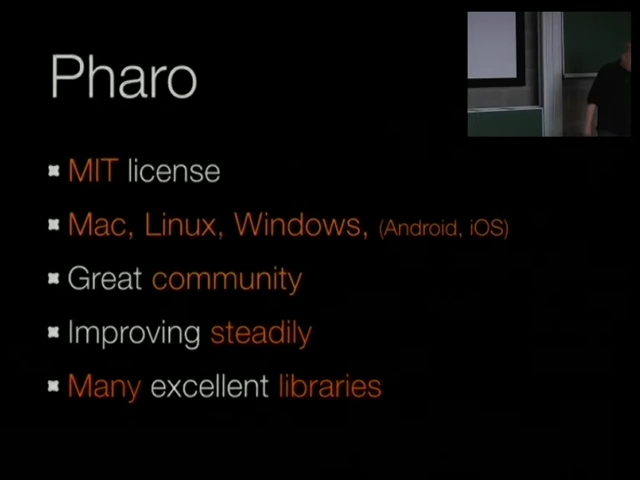 Pharo
MIT license
Mac, Linux, Windows, (Android, iOS)
Great community
Improving steadily
Many excellent libraries